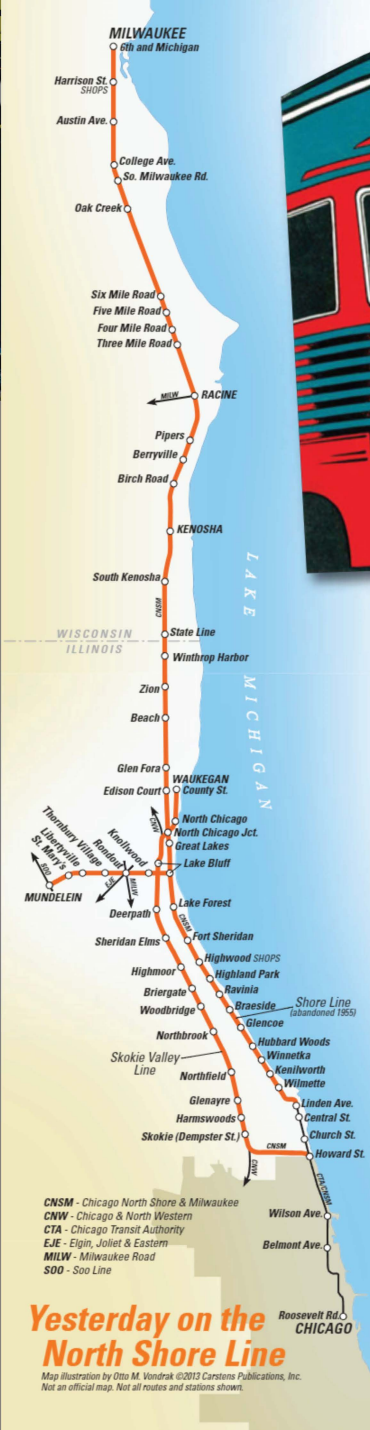 MILWAUKEE
6th and Michigan
Harrison St.
SHOPS
Austin Ave.
College Ave.
So. Milwaukee Rd.
Oak Creek
Six Mile Road
Five Mile Road
Four Mile Road
Three Mile Road
MILW
RACINE
Pipers
Berryville
Birch Road
KENOSHA
LAKE MICHIGAN
South Kenosha
CNSM
WISCONSIN
State Line
ILLINOIS
Winthrop Harbor
Zion
Beach
Glen Fora
WAUKEGAN
Edison Court
County St.
CNW
North Chicago
North Chicago Jct.
Great Lakes
Lake Bluff
Knollwood
Rondout
Thornbury Village
Libertyville
St. Mary's
SOO
EJE
MILW
MUNDELEIN
Deerpath
Lake Forest
CNSM
Sheridan Elms
Fort Sheridan
Highwood SHOPS
Highmoor
Highland Park
Briergate
Ravinia
Woodbridge
Braeside
Shore Line
(abandoned 1955)
Glencoe
Northbrook
Hubbard Woods
Skokie Valley
Line
Winnetka
Kenilworth
Northfield
Wilmette
Glenayre
Linden Ave.
Harmswoods
Central St.
Skokie (Dempster St.)
Church St.
CNSM
Howard St.
CNW
CTA/CNSM
CNSM - Chicago North Shore & Milwaukee
CNW - Chicago & North Western
CTA - Chicago Transit Authority
EJE - Elgin, Joliet & Eastern
MILW - Milwaukee Road
SOO - Soo Line
Wilson Ave.
Belmont Ave.
Roosevelt Rd.
CHICAGO
Yesterday on the
North Shore Line
Map illustration by Otto M. Vondrak ©2013 Carstens Publications, Inc.
Not an official map. Not all routes and stations shown.